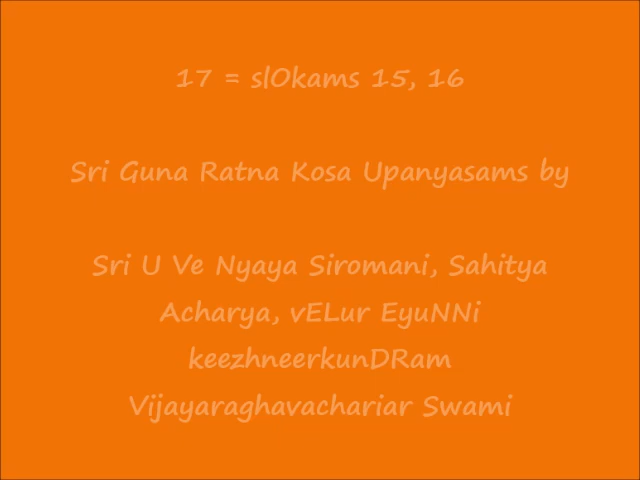 17 = slOkams 15, 16
Sri Guna Ratna Kosa Upanyasams by
Sri U Ve Nyaya Siromani, Sahitya
Acharya, vELur EyuNNi
keezhneerkunDRam
Vijayaraghavachariar Swami